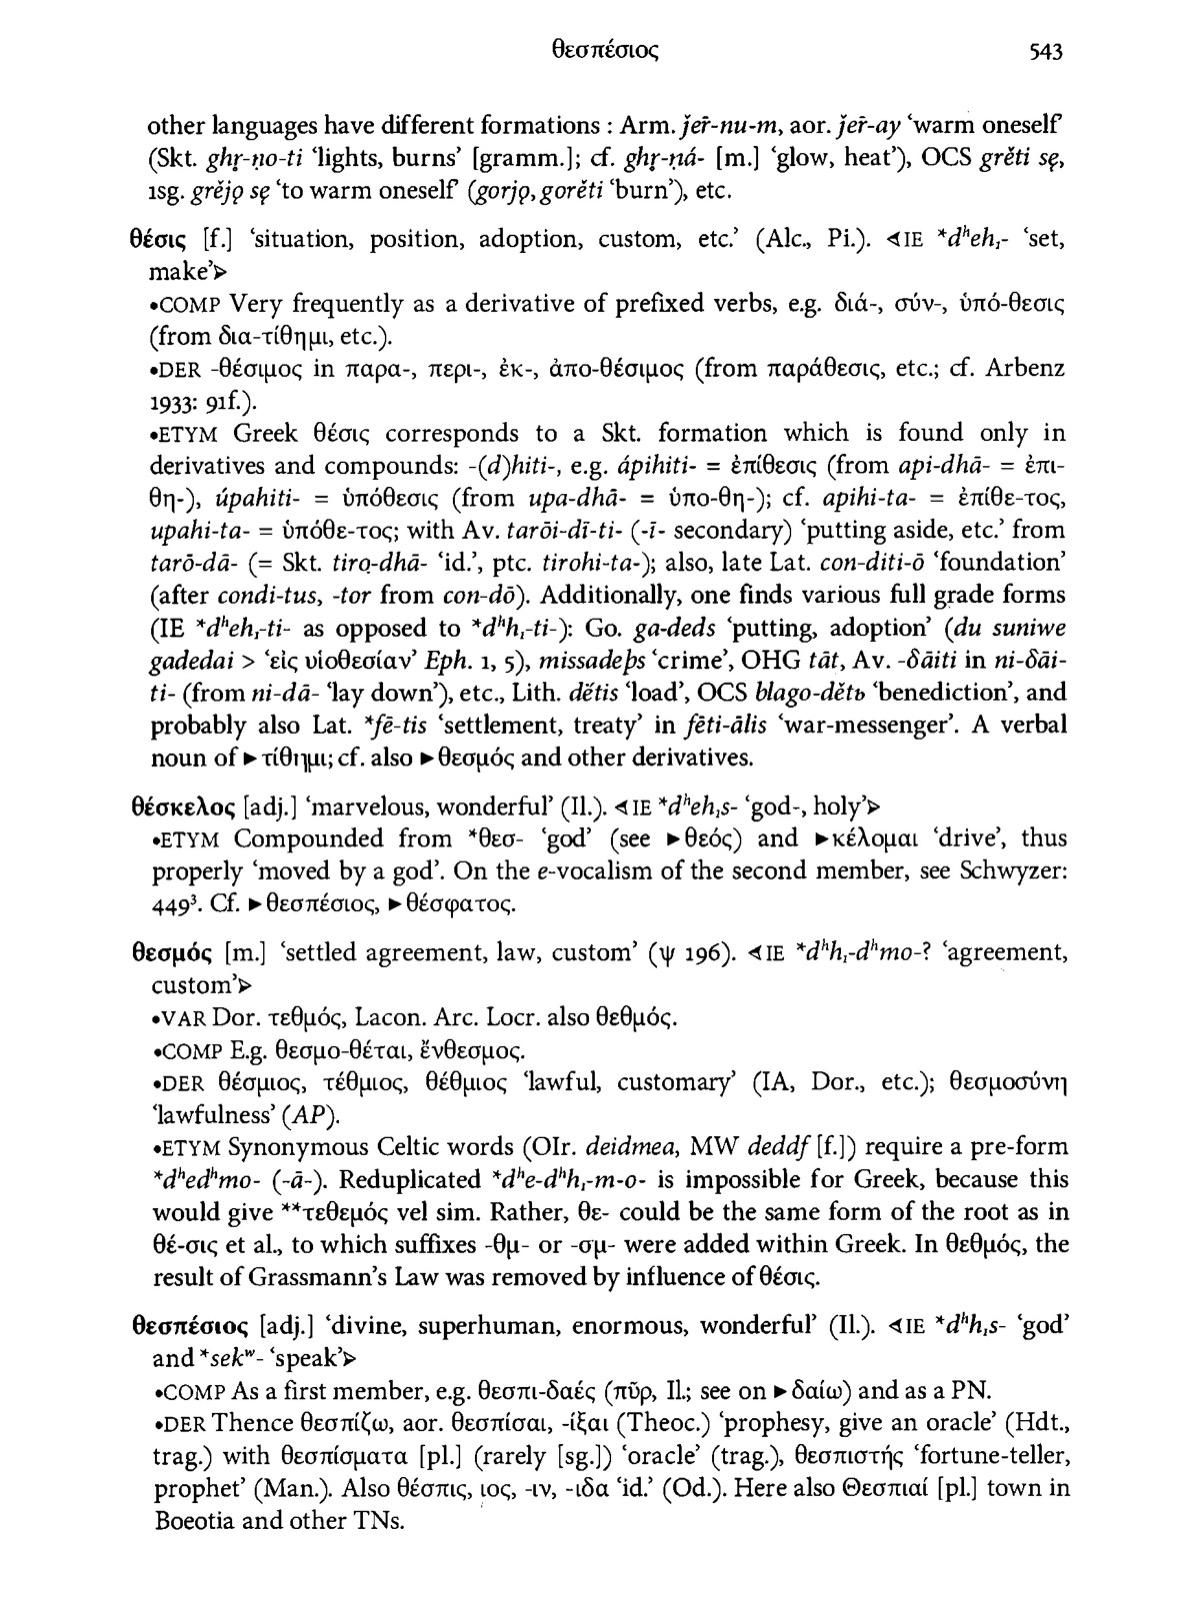 θεσπέσιος 543
other languages have different formations : Arm. ǰeṙ-nu-m, aor. ǰeṙ-ay ‘warm oneself’
(Skt. ghṛ-ṇo-ti ‘lights, burns’ [gramm.]; cf. ghṛ-ṇá- [m.] ‘glow, heat’), OCS grěti sę,
1sg. grějǫ sę ‘to warm oneself’ (gorjǫ, gorěti ‘burn’), etc.
θέσις [f.] ‘situation, position, adoption, custom, etc.’ (Alc., Pi.). ⊲IE *dʰeh₁- ‘set,
make’⊳
•COMP Very frequently as a derivative of prefixed verbs, e.g. διά-, σύν-, ὑπό-θεσις
(from δια-τίθημι, etc.).
•DER -θέσιμος in παρα-, περι-, ἐκ-, ἀπο-θέσιμος (from παράθεσις, etc.; cf. Arbenz
1933: 91f.).
•ETYM Greek θέσις corresponds to a Skt. formation which is found only in
derivatives and compounds: -(d)hiti-, e.g. ápihiti- = ἐπίθεσις (from api-dhā- = ἐπι-
θη-), úpahiti- = ὑπόθεσις (from upa-dhā- = ὑπο-θη-); cf. apihi-ta- = ἐπίθε-τος,
upahi-ta- = ὑπόθε-τος; with Av. tarōi-dī-ti- (-ī- secondary) ‘putting aside, etc.’ from
tarō-dā- (= Skt. tiro̩-dhā- ‘id.’, ptc. tirohi-ta-); also, late Lat. con-diti-ō ‘foundation’
(after condi-tus, -tor from con-dō). Additionally, one finds various full grade forms
(IE *dʰeh₁-ti- as opposed to *dʰh₁-ti-): Go. ga-deds ‘putting, adoption’ (du suniwe
gadedai > ‘εἰς υἱοθεσίαν’ Eph. 1, 5), missadeþs ‘crime’, OHG tāt, Av. -δāiti in ni-δāi-
ti- (from ni-dā- ‘lay down’), etc., Lith. dė́tis ‘load’, OCS blago-dětь ‘benediction’, and
probably also Lat. *fē-tis ‘settlement, treaty’ in fēti-ālis ‘war-messenger’. A verbal
noun of ►τίθημι; cf. also ►θεσμός and other derivatives.
θέσκελος [adj.] ‘marvelous, wonderful’ (Il.). ⊲IE *dʰeh₁s- ‘god-, holy’⊳
•ETYM Compounded from *θεσ- ‘god’ (see ►θεός) and ►κέλομαι ‘drive’, thus
properly ‘moved by a god’. On the e-vocalism of the second member, see Schwyzer:
449³. Cf. ►θεσπέσιος, ►θέσφατος.
θεσμός [m.] ‘settled agreement, law, custom’ (ψ 196). ⊲IE *dʰh₁-dʰmo-? ‘agreement,
custom’⊳
•VAR Dor. τεθμός, Lacon. Arc. Locr. also θεθμός.
•COMP E.g. θεσμο-θέται, ἔνθεσμος.
•DER θέσμιος, τέθμιος, θέθμιος ‘lawful, customary’ (IA, Dor., etc.); θεσμοσύνη
‘lawfulness’ (AP).
•ETYM Synonymous Celtic words (OIr. deidmea, MW deddf [f.]) require a pre-form
*dʰedʰmo- (-ā-). Reduplicated *dʰe-dʰh₁-m-o- is impossible for Greek, because this
would give **τεθεμός vel sim. Rather, θε- could be the same form of the root as in
θέ-σις et al., to which suffixes -θμ- or -σμ- were added within Greek. In θεθμός, the
result of Grassmann’s Law was removed by influence of θέσις.
θεσπέσιος [adj.] ‘divine, superhuman, enormous, wonderful’ (Il.). ⊲IE *dʰh₁s- ‘god’
and *sekʷ- ‘speak’⊳
•COMP As a first member, e.g. θεσπι-δαές (πῦρ, Il.; see on ►δαίω) and as a PN.
•DER Thence θεσπίζω, aor. θεσπίσαι, -ίξαι (Theoc.) ‘prophesy, give an oracle’ (Hdt.,
trag.) with θεσπίσματα [pl.] (rarely [sg.]) ‘oracle’ (trag.), θεσπιστής ‘fortune-teller,
prophet’ (Man.). Also θέσπις, ιος, -ιν, -ιδα ‘id.’ (Od.). Here also Θεσπιαί [pl.] town in
Boeotia and other TNs.